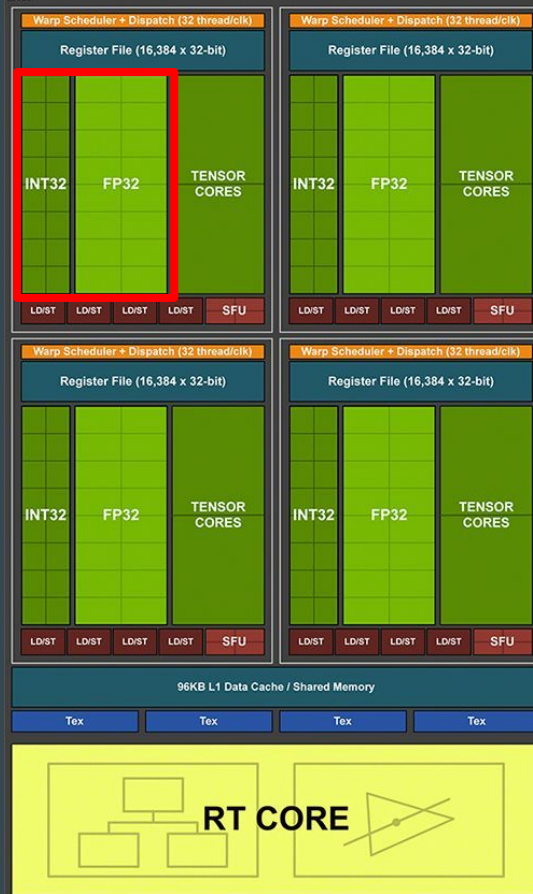 Warp Scheduler + Dispatch (32 thread/clk)
Register File (16,384 x 32-bit)
INT32
FP32
TENSOR
CORES
LD/ST LD/ST LD/ST LD/ST SFU
Warp Scheduler + Dispatch (32 thread/clk)
Register File (16,384 x 32-bit)
INT32
FP32
TENSOR
CORES
LD/ST LD/ST LD/ST LD/ST SFU
Warp Scheduler + Dispatch (32 thread/clk)
Register File (16,384 x 32-bit)
INT32
FP32
TENSOR
CORES
LD/ST LD/ST LD/ST LD/ST SFU
Warp Scheduler + Dispatch (32 thread/clk)
Register File (16,384 x 32-bit)
INT32
FP32
TENSOR
CORES
LD/ST LD/ST LD/ST LD/ST SFU
96KB L1 Data Cache / Shared Memory
Tex Tex Tex Tex
RT CORE